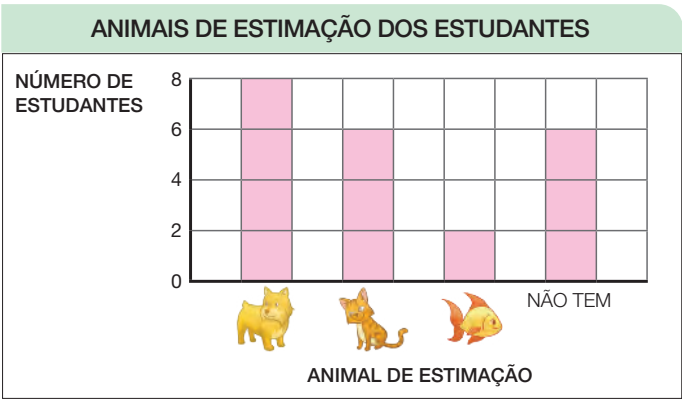 ANIMAIS DE ESTIMAÇÃO DOS ESTUDANTES
NÚMERO DE
ESTUDANTES
8
6
4
2
0
NÃO TEM
ANIMAL DE ESTIMAÇÃO